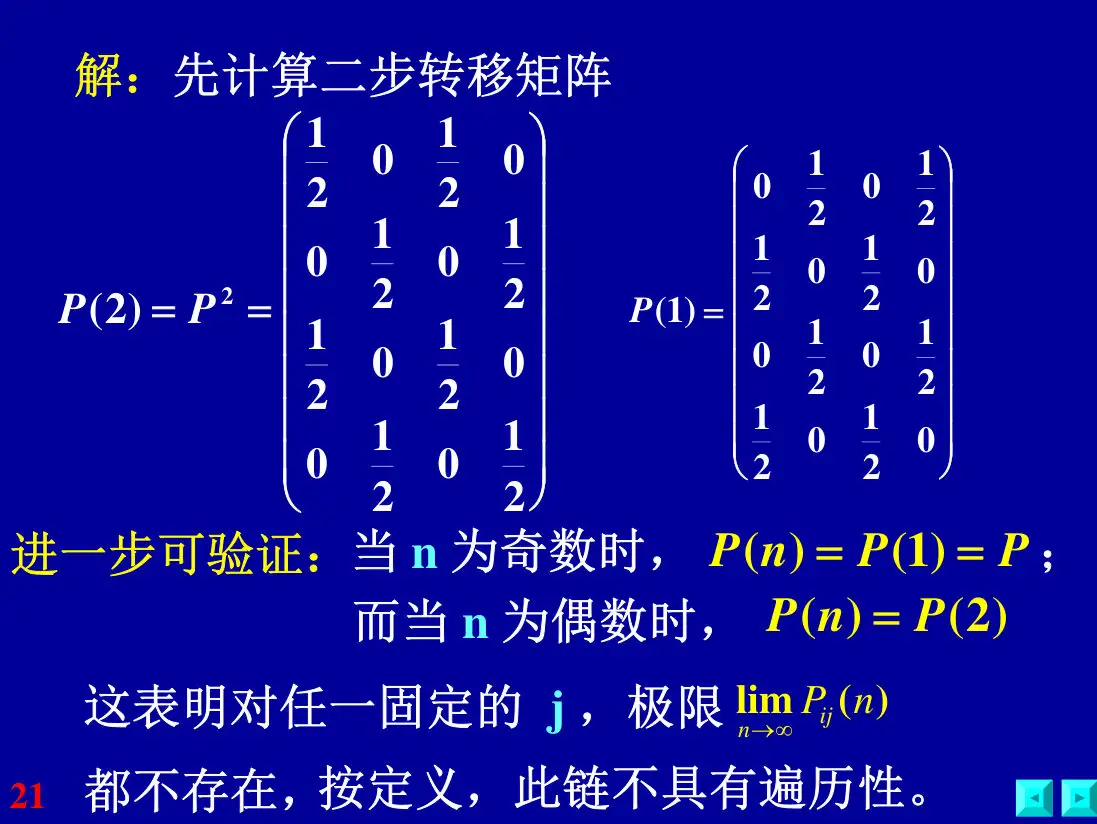 解：先计算二步转移矩阵
P(2) = P² = 
⎛ 1/2 0 1/2 0 ⎞
⎜ 0 1/2 0 1/2 ⎟
⎜ 1/2 0 1/2 0 ⎟
⎝ 0 1/2 0 1/2 ⎠
P(1) = 
⎛ 0 1/2 0 1/2 ⎞
⎜ 1/2 0 1/2 0 ⎟
⎜ 0 1/2 0 1/2 ⎟
⎝ 1/2 0 1/2 0 ⎠
进一步可验证：当 n 为奇数时， P(n) = P(1) = P ；
而当 n 为偶数时， P(n) = P(2)
这表明对任一固定的 j ，极限 lim n→∞ Pij(n)
都不存在，按定义，此链不具有遍历性。
21